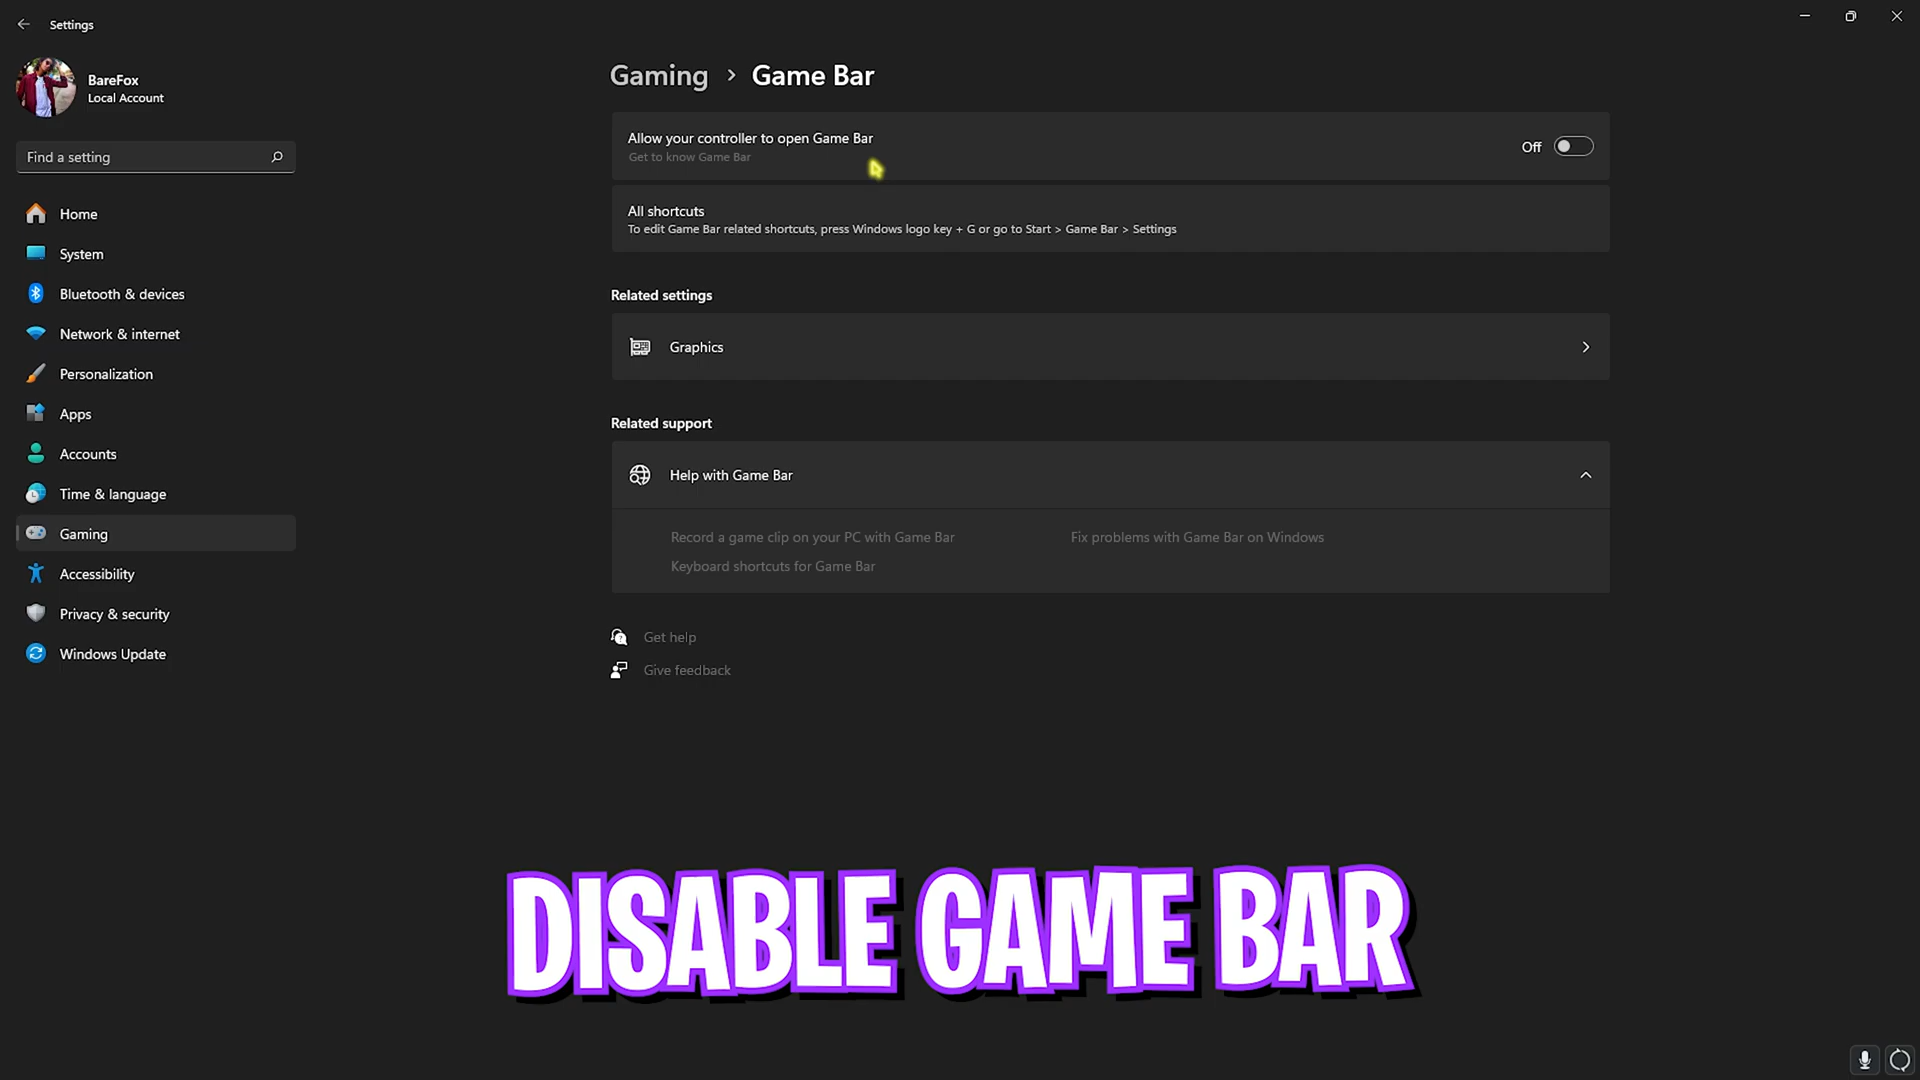 Settings
BareFox
Local Account
Find a setting
Home
System
Bluetooth & devices
Network & internet
Personalization
Apps
Accounts
Time & language
Gaming
Accessibility
Privacy & security
Windows Update
Gaming > Game Bar
Allow your controller to open Game Bar
Get to know Game Bar
Off
All shortcuts
To edit Game Bar related shortcuts, press Windows logo key + G or go to Start > Game Bar > Settings
Related settings
Graphics
Related support
Help with Game Bar
Record a game clip on your PC with Game Bar
Fix problems with Game Bar on Windows
Keyboard shortcuts for Game Bar
Get help
Give feedback
DISABLE GAME BAR